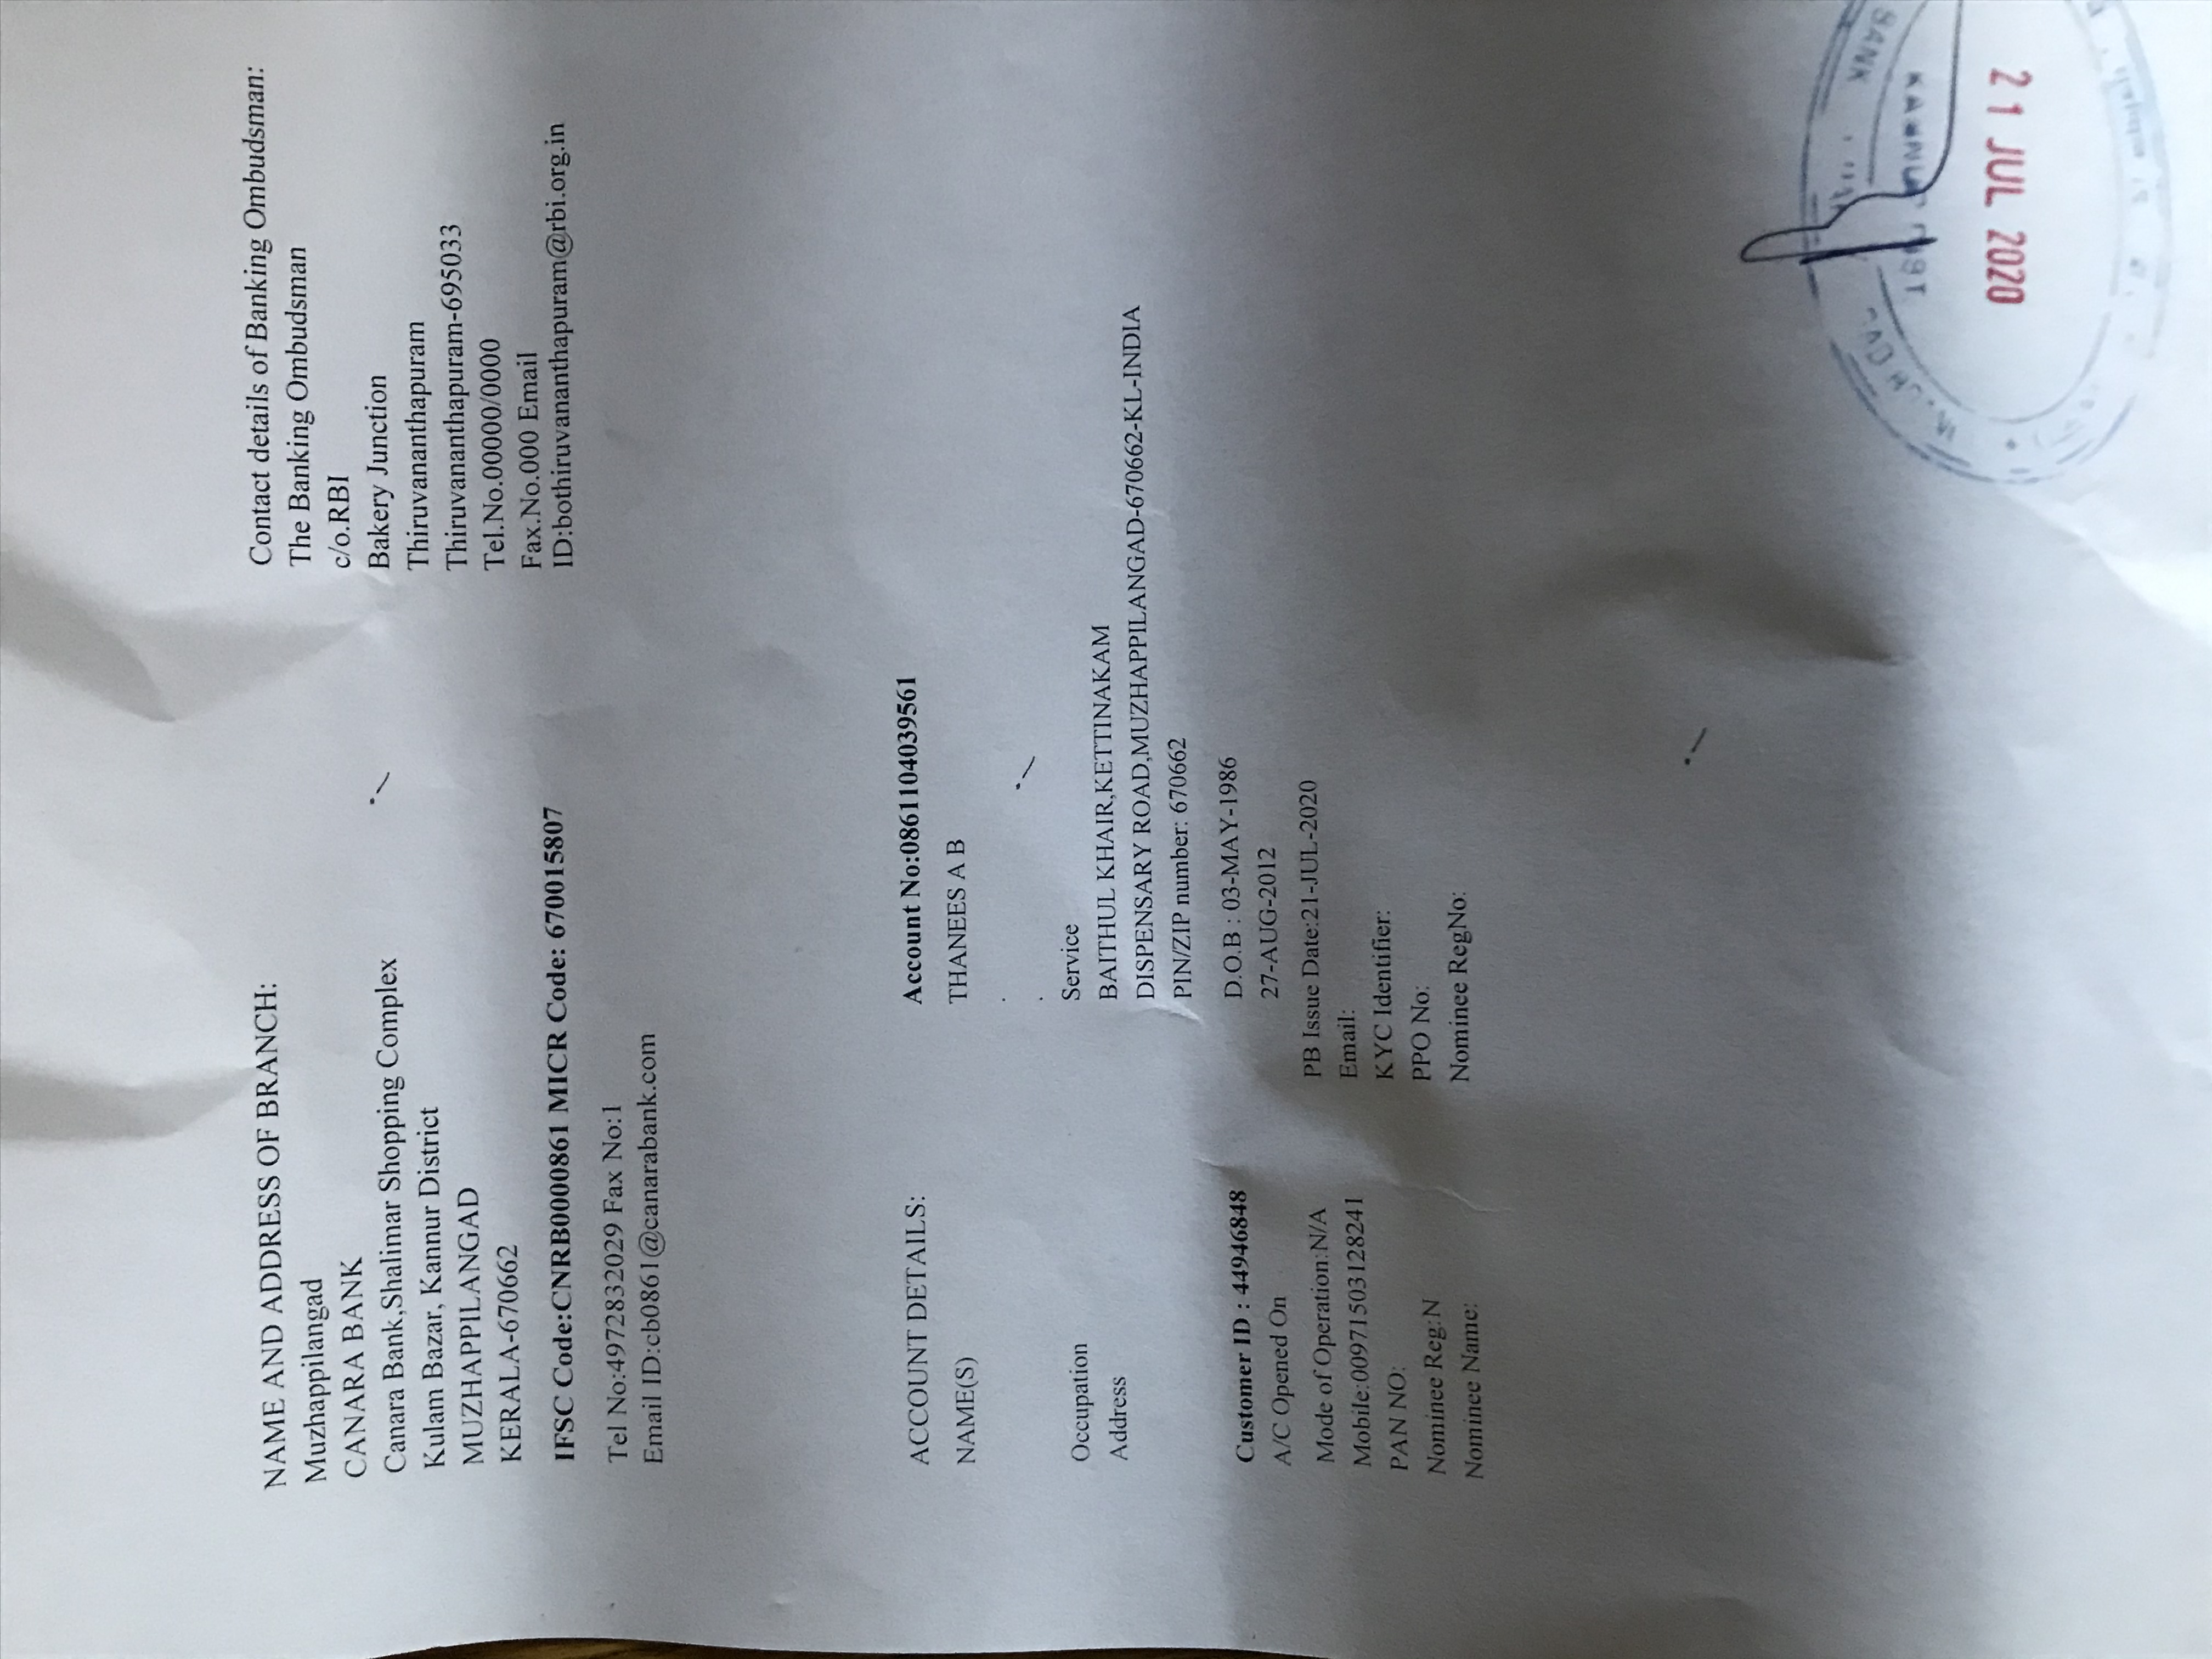 NAME AND ADDRESS OF BRANCH:
Muzhappilangad
CANARA BANK
Canara Bank,Shalimar Shopping Complex
Kulam Bazar, Kannur District
MUZHAPPILANGAD
KERALA-670662
IFSC Code:CNRB0000861 MICR Code: 670015807
Tel No:4972832029 Fax No:1
Email ID:cb0861@canarabank.com
Contact details of Banking Ombudsman:
The Banking Ombudsman
c/o.RBI
Bakery Junction
Thiruvananthapuram
Thiruvananthapuram-695033
Tel.No.00000/0000
Fax.No.000 Email
ID:bothiruvananthapuram@rbi.org.in
ACCOUNT DETAILS: Account No:0861104039561
NAME(S) THANEES A B
.
.
Occupation Service
Address BAITHUL KHAIR,KETTINAKAM
DISPENSARY ROAD,MUZHAPPILANGAD-670662-KL-INDIA
PIN/ZIP number: 670662
Customer ID : 44946848 D.O.B : 03-MAY-1986
A/C Opened On 27-AUG-2012
Mode of Operation:N/A PB Issue Date:21-JUL-2020
Mobile:00971503128241 Email:
PAN NO: KYC Identifier:
Nominee Reg:N PPO No:
Nominee Name: Nominee RegNo:
21 JUL 2020
BANK